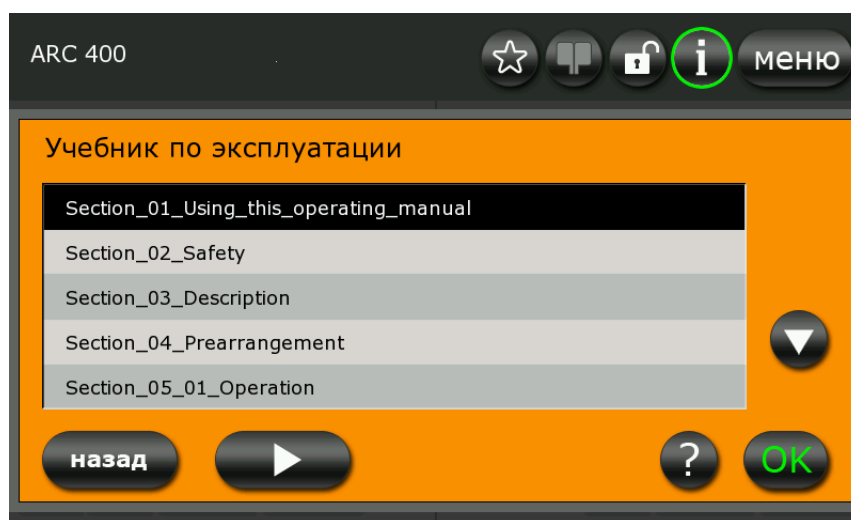 ARC 400
i меню
Учебник по эксплуатации
Section_01_Using_this_operating_manual
Section_02_Safety
Section_03_Description
Section_04_Prearrangement
Section_05_01_Operation
назад ? OK